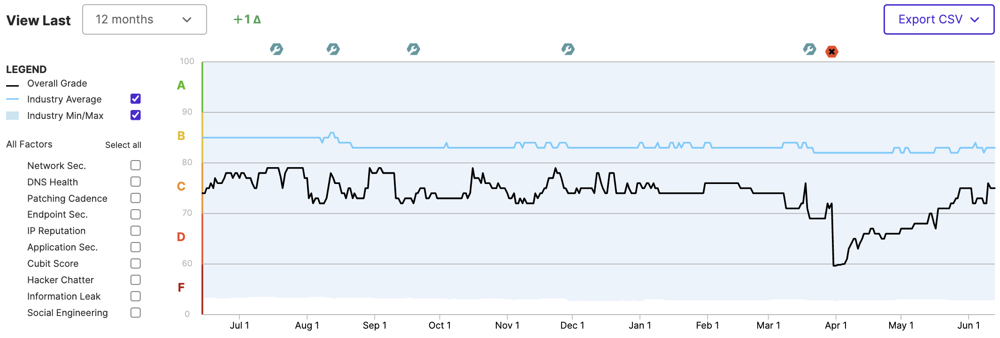 View Last
12 months
+1 Δ
Export CSV
LEGEND
Overall Grade
Industry Average
Industry Min/Max
All Factors
Select all
Network Sec.
DNS Health
Patching Cadence
Endpoint Sec.
IP Reputation
Application Sec.
Cubit Score
Hacker Chatter
Information Leak
Social Engineering
100
A
90
B
80
C
70
D
60
F
0
Jul 1 Aug 1 Sep 1 Oct 1 Nov 1 Dec 1 Jan 1 Feb 1 Mar 1 Apr 1 May 1 Jun 1